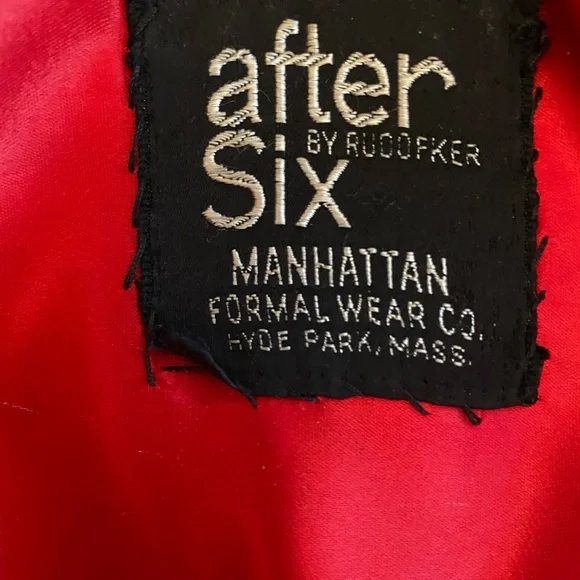 after
Six
BY RUDOFKER
MANHATTAN
FORMAL WEAR CO.
HYDE PARK, MASS.